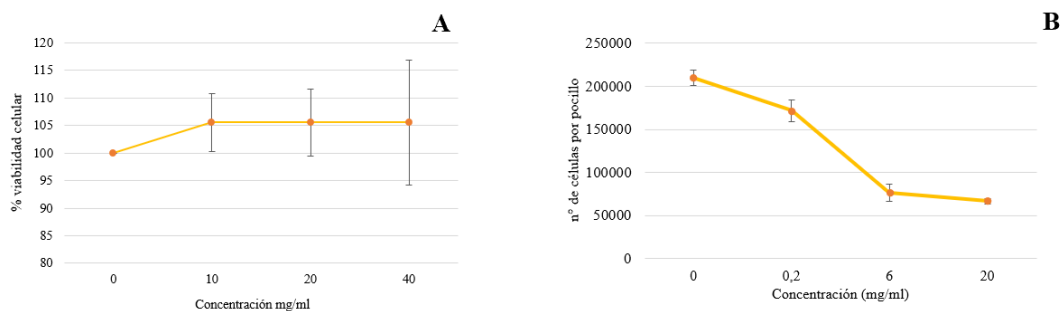 A
120
115
110
105
100
95
90
85
80
% viabilidad celular
0 10 20 40
Concentración mg/ml
B
250000
200000
150000
100000
50000
0
n° de células por pocillo
0 0,2 6 20
Concentración (mg/ml)